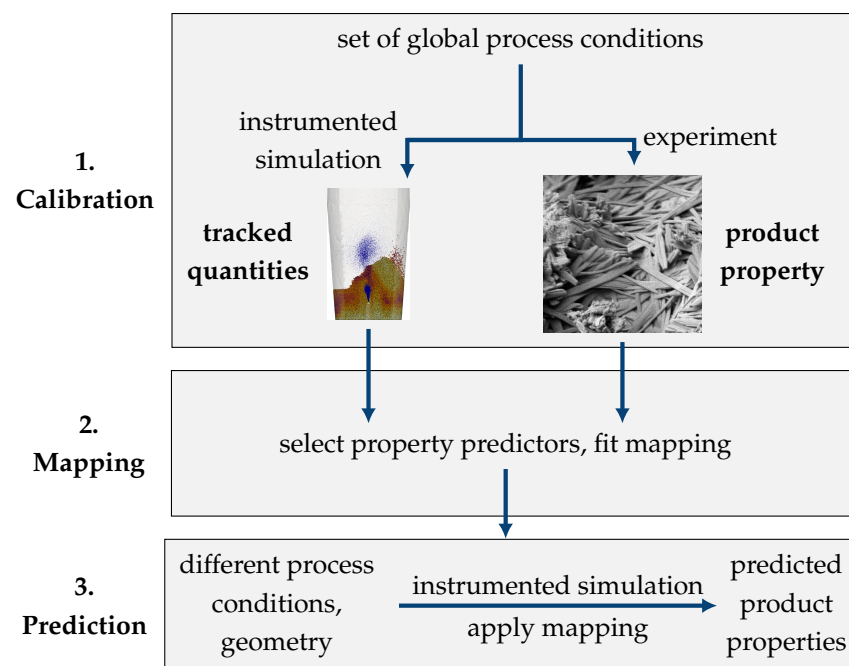 set of global process conditions
instrumented
simulation
experiment
1.
Calibration
tracked
quantities
product
property
2.
Mapping
select property predictors, fit mapping
3.
Prediction
different process
conditions,
geometry
instrumented simulation
apply mapping
predicted
product
properties